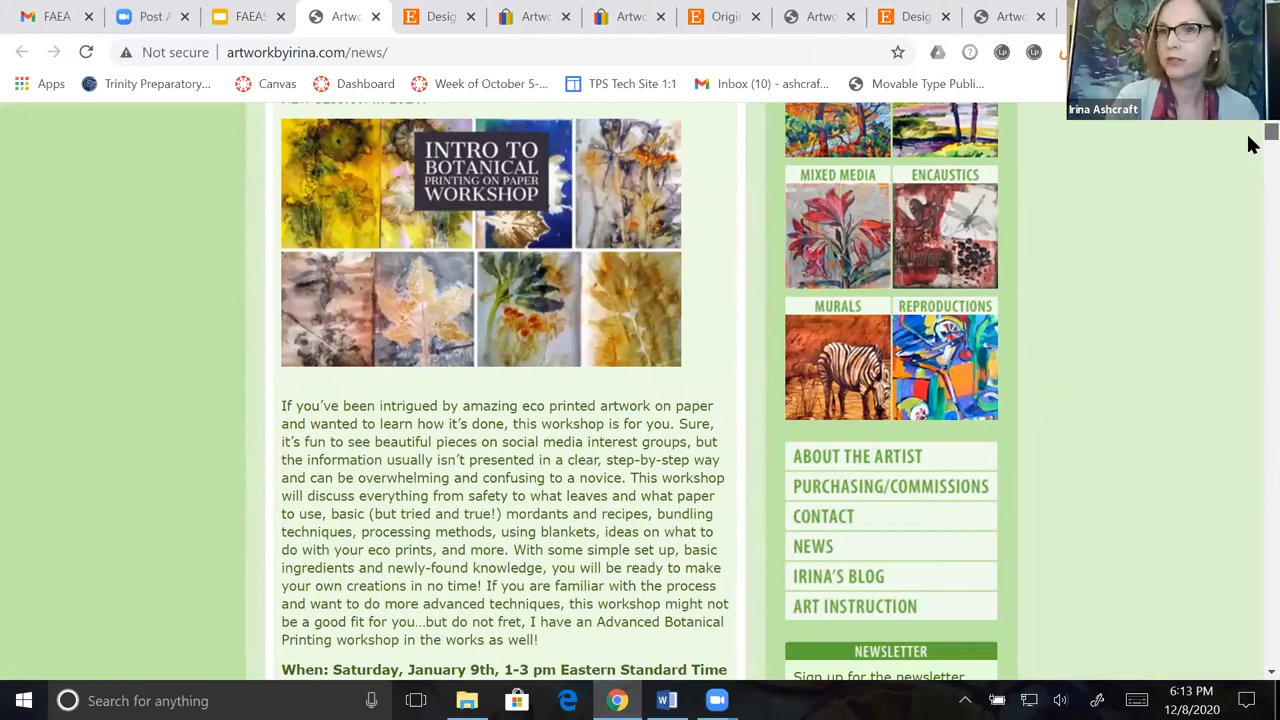 FAEA
Post A
FAEAS
Artwo
Desig
Artwo
Artwo
Origin
Artwo
Desig
Artwo
Not secure
artworkbyirina.com/news/
Apps
Trinity Preparatory...
Canvas
Dashboard
Week of October 5-...
TPS Tech Site 1:1
Inbox (10) - ashcraf...
Movable Type Publi...
Irina Ashcraft
INTRO TO
BOTANICAL
PRINTING ON PAPER
WORKSHOP
If you've been intrigued by amazing eco printed artwork on paper
and wanted to learn how it's done, this workshop is for you. Sure,
it's fun to see beautiful pieces on social media interest groups, but
the information usually isn't presented in a clear, step-by-step way
and can be overwhelming and confusing to a novice. This workshop
will discuss everything from safety to what leaves and what paper
to use, basic (but tried and true!) mordants and recipes, bundling
techniques, processing methods, using blankets, ideas on what to
do with your eco prints, and more. With some simple set up, basic
ingredients and newly-found knowledge, you will be ready to make
your own creations in no time! If you are familiar with the process
and want to do more advanced techniques, this workshop might not
be a good fit for you...but do not fret, I have an Advanced Botanical
Printing workshop in the works as well!
When: Saturday, January 9th, 1-3 pm Eastern Standard Time
MIXED MEDIA
ENCAUSTICS
MURALS
REPRODUCTIONS
ABOUT THE ARTIST
PURCHASING/COMMISSIONS
CONTACT
NEWS
IRINA'S BLOG
ART INSTRUCTION
NEWSLETTER
Sign up for the newsletter
Search for anything
6:13 PM
12/8/2020